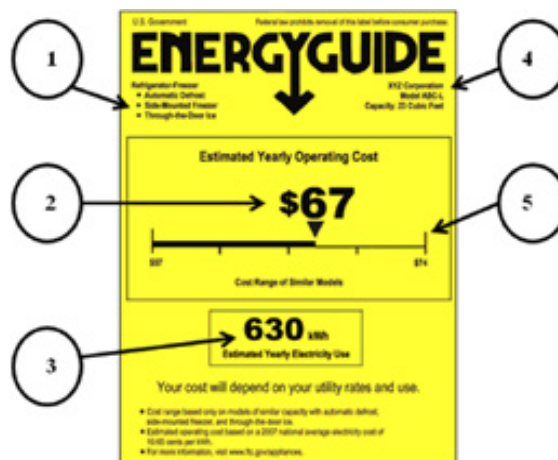 U.S. Government Federal law prohibits removal of this label before consumer purchase.
ENERGYGUIDE
1
4
Refrigerator-Freezer
• Automatic Defrost
• Side-Mounted Freezer
• Through-the-Door Ice
XYZ Corporation
Model ABC-L
Capacity: 23 Cubic Feet
Estimated Yearly Operating Cost
2
$67
5
$57 $74
Cost Range of Similar Models
3
630 kWh
Estimated Yearly Electricity Use
Your cost will depend on your utility rates and use.
• Cost range based only on models of similar capacity with automatic defrost,
side-mounted freezer, and through-the-door ice.
• Estimated operating cost based on a 2007 national average electricity cost of
10.65 cents per kWh.
• For more information, visit www.ftc.gov/appliances.